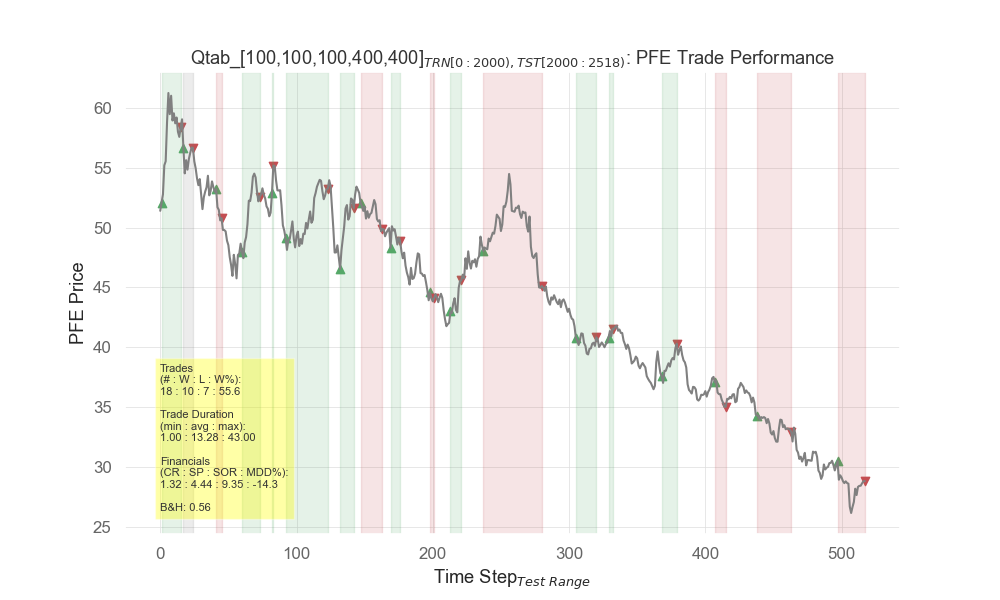 Qtab_[100,100,100,400,400]TRN[0:2000),TST[2000:2518): PFE Trade Performance
PFE Price
60
55
50
45
40
35
30
25
Trades
(# : W : L : W%):
18 : 10 : 7 : 55.6
Trade Duration
(min : avg : max):
1.00 : 13.28 : 43.00
Financials
(CR : SP : SOR : MDD%):
1.32 : 4.44 : 9.35 : -14.3
B&H: 0.56
0 100 200 300 400 500
Time StepTest Range